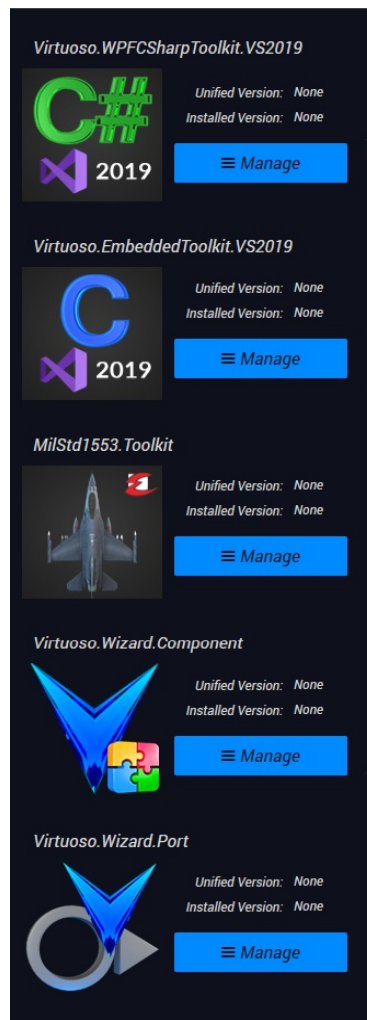 Virtuoso.WPFCSharpToolkit.VS2019
C#
2019
Unified Version: None
Installed Version: None
Manage
Virtuoso.EmbeddedToolkit.VS2019
C
2019
Unified Version: None
Installed Version: None
Manage
MilStd1553.Toolkit
Unified Version: None
Installed Version: None
Manage
Virtuoso.Wizard.Component
Unified Version: None
Installed Version: None
Manage
Virtuoso.Wizard.Port
Unified Version: None
Installed Version: None
Manage